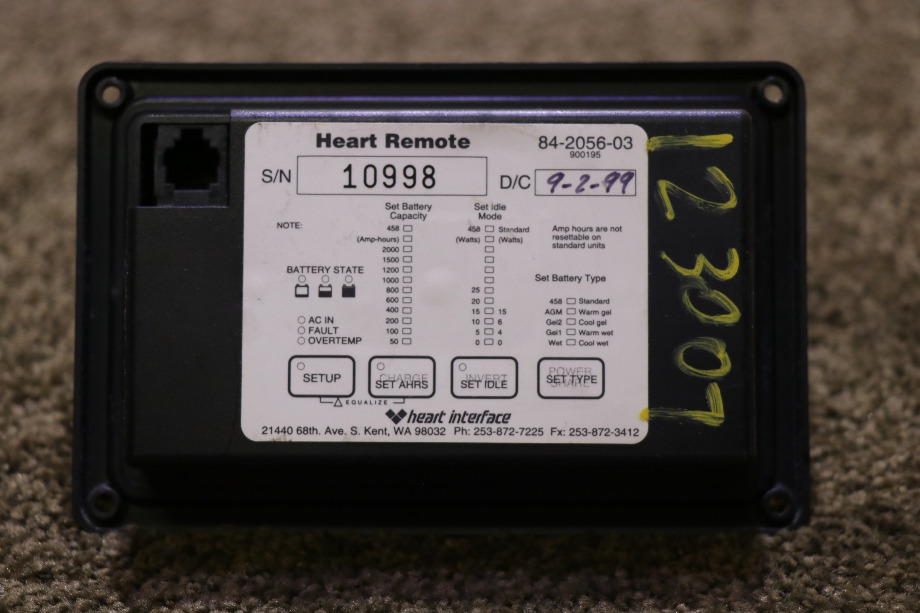 Heart Remote
84-2056-03
900195
S/N 10998
D/C 9-2-99
NOTE:
Set Battery
Capacity
458
(Amp-hours)
2000
1500
1200
1000
800
600
400
200
100
50
Set Idle
Mode
458 Standard
(Watts) (Watts)
25
20
15 15
10 6
5 4
0 0
Amp hours are not
resettable on
standard units
BATTERY STATE
AC IN
FAULT
OVERTEMP
Set Battery Type
458 Standard
AGM Warm gel
Gel2 Cool gel
Gel1 Warm wet
Wet Cool wet
SETUP
CHARGE
SET AHRS
INVERT
SET IDLE
POWER
SHARE
SET TYPE
EQUALIZE
heart interface
21440 68th. Ave. S. Kent, WA 98032 Ph: 253-872-7225 Fx: 253-872-3412